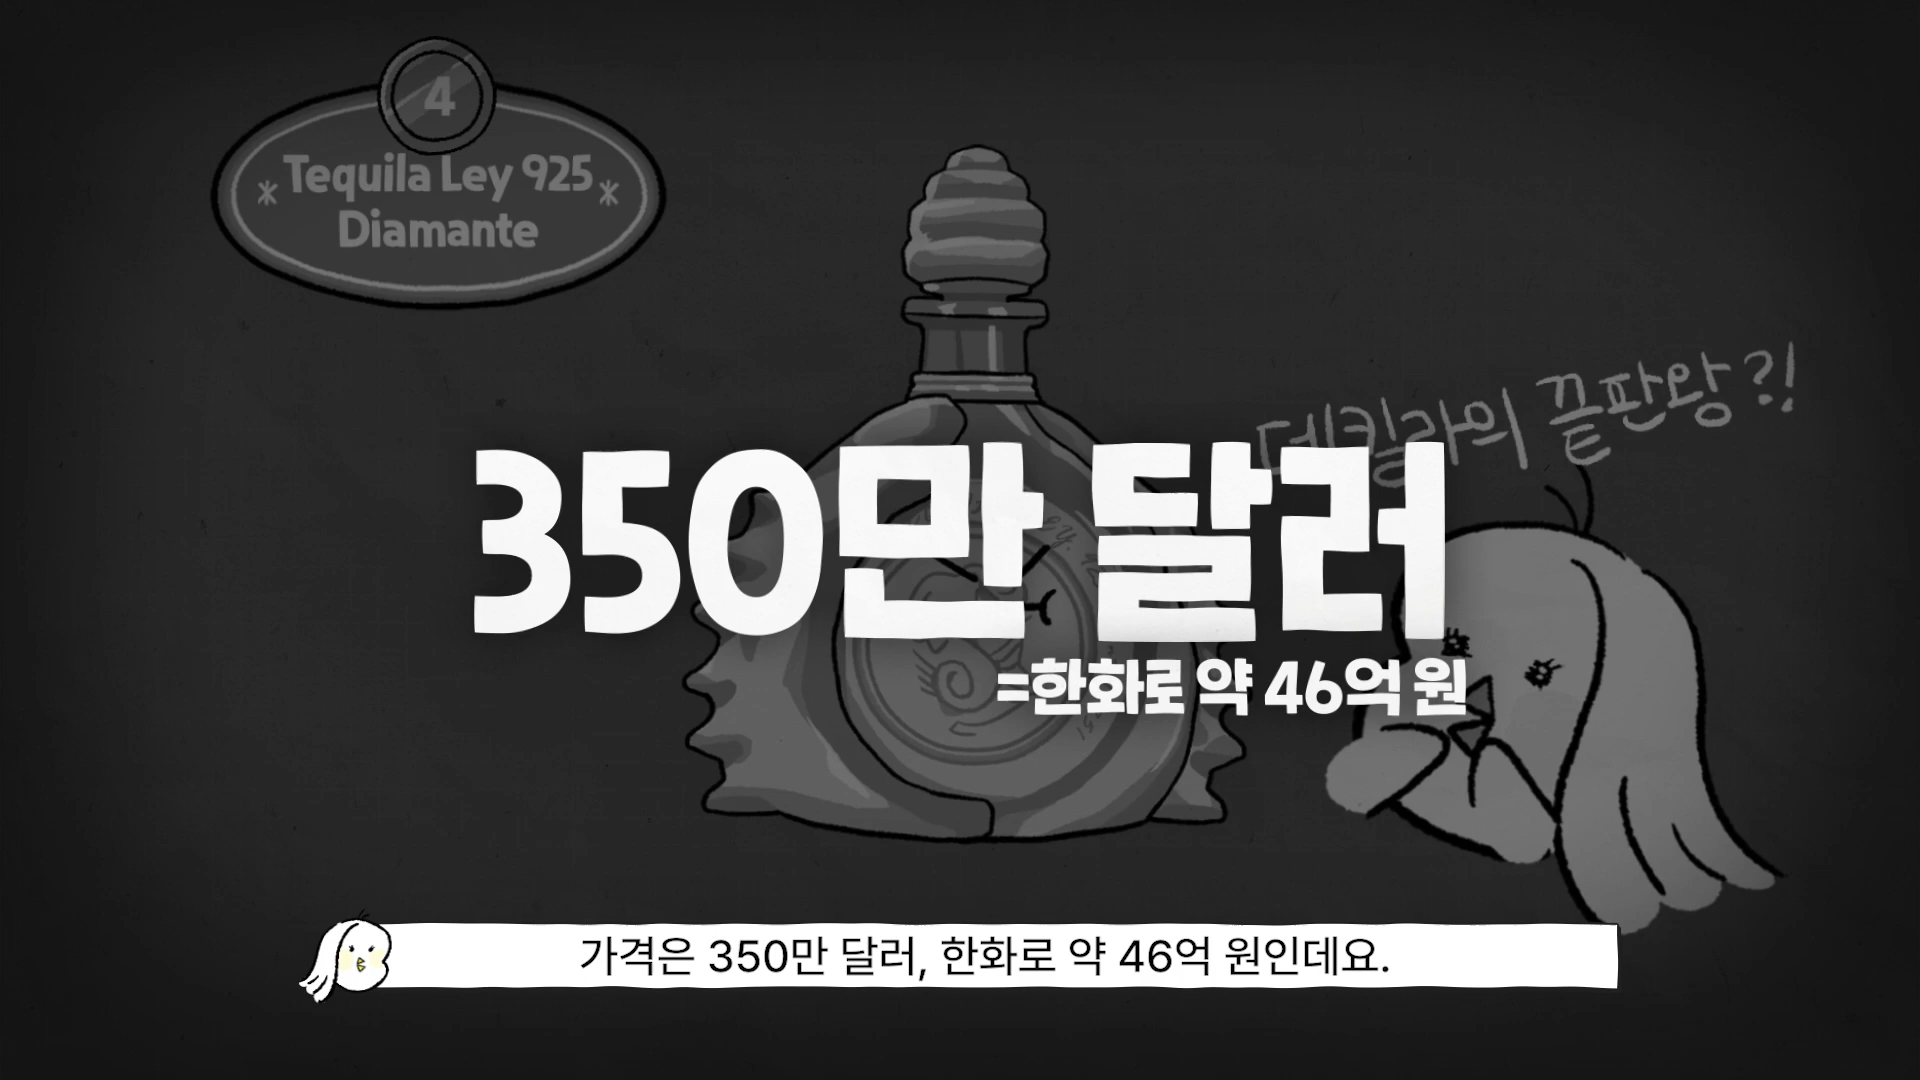 4
Tequila Ley 925
Diamante
데킬라의 끝판왕?!
350만 달러
=한화로 약 46억 원
가격은 350만 달러, 한화로 약 46억 원인데요.